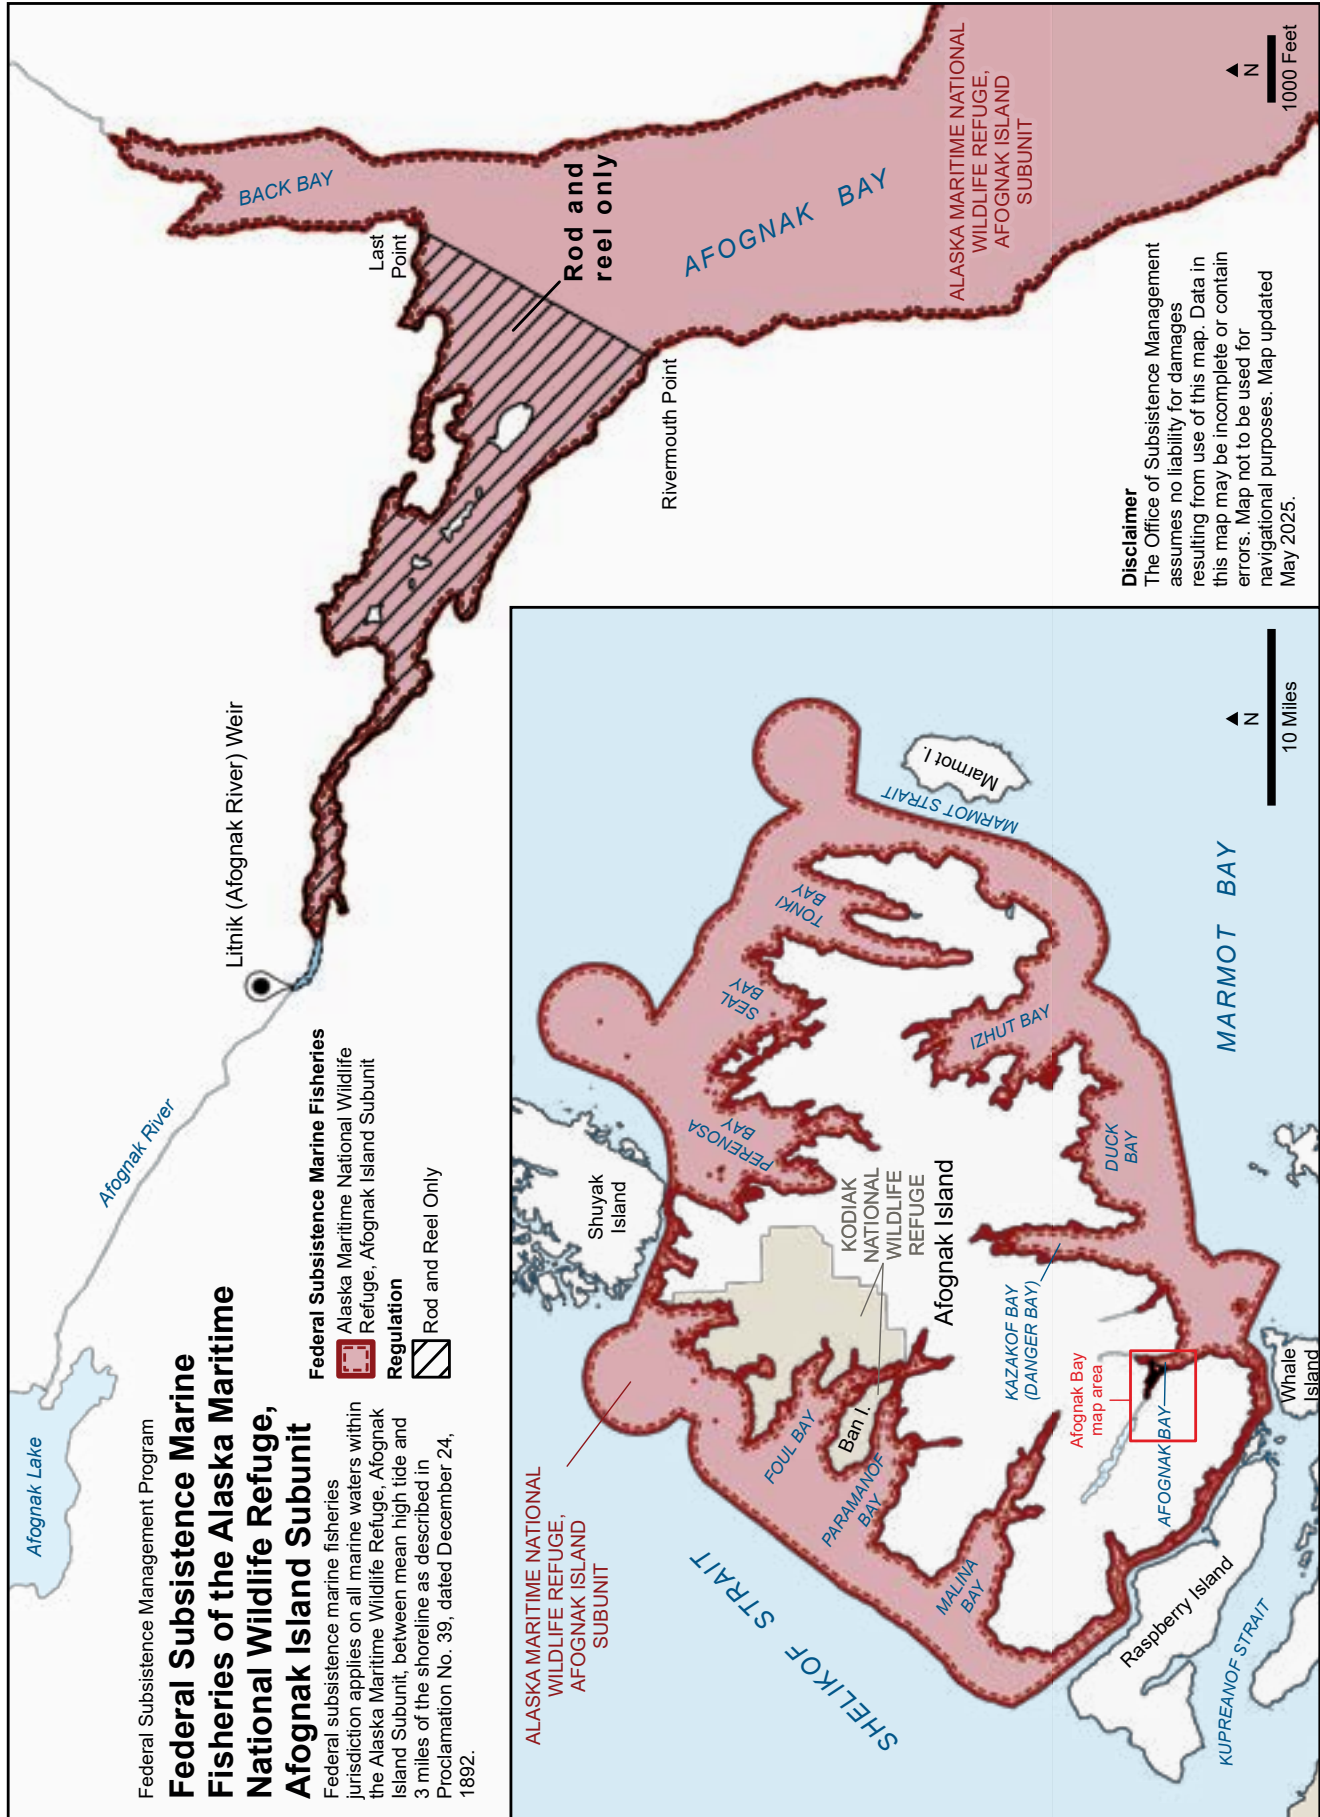 Federal Subsistence Management Program
Federal Subsistence Marine
Fisheries of the Alaska Maritime
National Wildlife Refuge,
Afognak Island Subunit
Federal subsistence marine fisheries
jurisdiction applies on all marine waters within
the Alaska Maritime Wildlife Refuge, Afognak
Island Subunit, between mean high tide and
3 miles of the shoreline as described in
Proclamation No. 39, dated December 24,
1892.
Federal Subsistence Marine Fisheries
Alaska Maritime National Wildlife
Refuge, Afognak Island Subunit
Regulation
Rod and Reel Only
Afognak Lake
Afognak River
Litnik (Afognak River) Weir
BACK BAY
Last
Point
Rod and
reel only
Rivermouth Point
AFOGNAK BAY
ALASKA MARITIME NATIONAL
WILDLIFE REFUGE,
AFOGNAK ISLAND
SUBUNIT
N
1000 Feet
Disclaimer
The Office of Subsistence Management
assumes no liability for damages
resulting from use of this map. Data in
this map may be incomplete or contain
errors. Map not to be used for
navigational purposes. Map updated
May 2025.
ALASKA MARITIME NATIONAL
WILDLIFE REFUGE,
AFOGNAK ISLAND
SUBUNIT
Shuyak
Island
PERENOSA
BAY
SEAL
BAY
TONKI
BAY
MARMOT STRAIT
Marmot I.
SHELIKOF STRAIT
FOUL BAY
Ban I.
PARAMANOF
BAY
KODIAK
NATIONAL
WILDLIFE
REFUGE
Afognak Island
IZHUT BAY
MALINA
BAY
KAZAKOF BAY
(DANGER BAY)
DUCK
BAY
Afognak Bay
map area
AFOGNAK BAY
Raspberry Island
KUPREANOF STRAIT
Whale
Island
MARMOT BAY
N
10 Miles